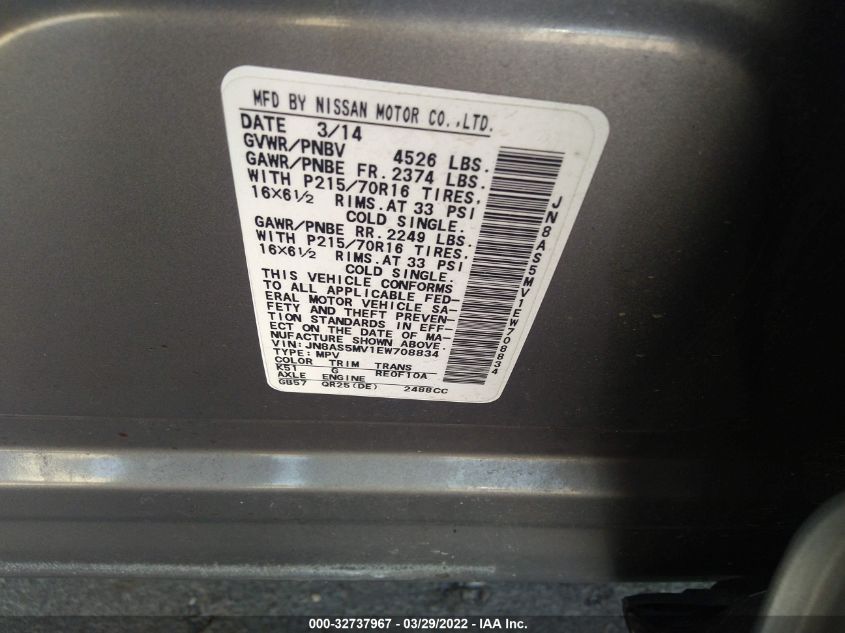 MFD BY NISSAN MOTOR CO.,LTD.
DATE 3/14
GVWR/PNBV 4526 LBS.
GAWR/PNBE FR. 2374 LBS.
WITH P215/70R16 TIRES,
16×6½ RIMS.AT 33 PSI
COLD SINGLE.
GAWR/PNBE RR. 2249 LBS.
WITH P215/70R16 TIRES,
16×6½ RIMS.AT 33 PSI
COLD SINGLE.
THIS VEHICLE CONFORMS
TO ALL APPLICABLE FED-
ERAL MOTOR VEHICLE SA-
FETY AND THEFT PREVEN-
TION STANDARDS IN EFF-
ECT ON THE DATE OF MA-
NUFACTURE SHOWN ABOVE.
VIN: JN8AS5MV1EW708834
TYPE: MPV
COLOR TRIM TRANS
K51 G RE0F10A
AXLE ENGINE
GB57 QR25(DE) 2488CC
JN8AS5MV1EW708834
000-32737967 - 03/29/2022 - IAA Inc.